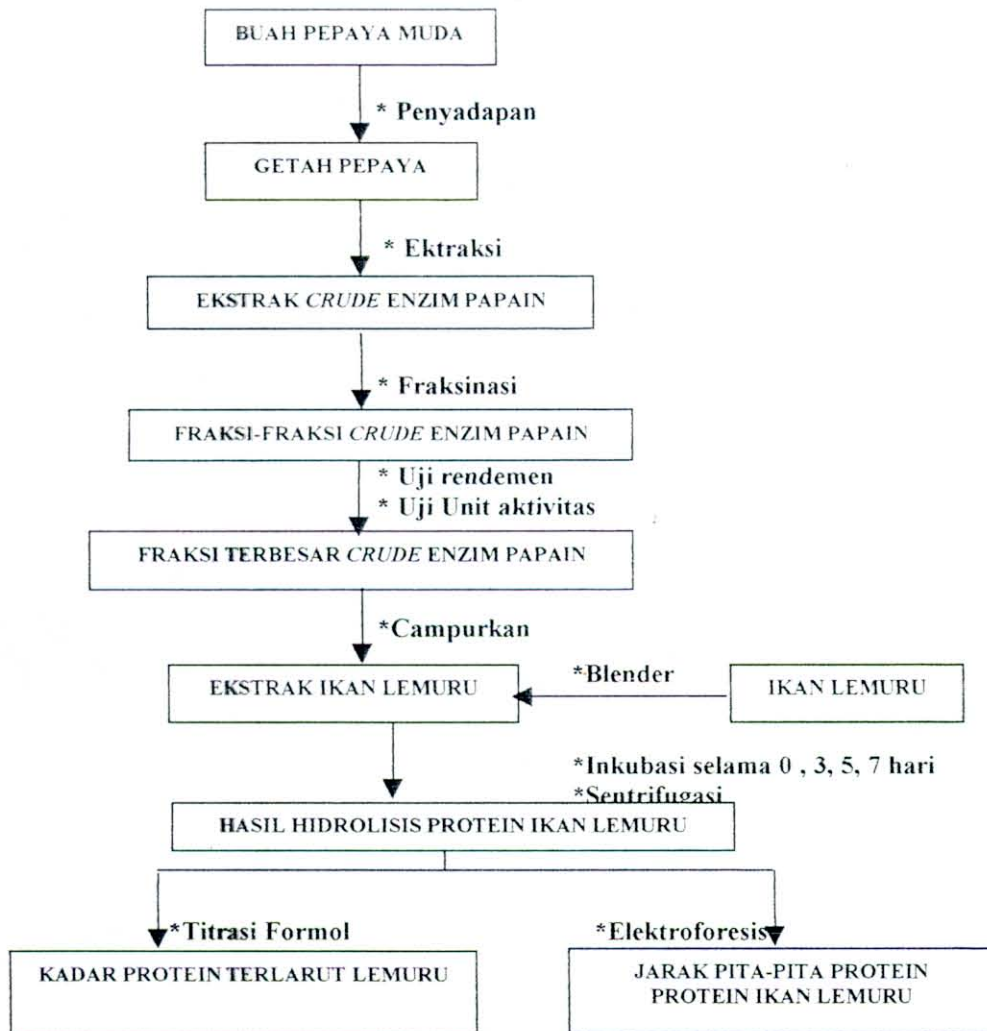 BUAH PEPAYA MUDA
* Penyadapan
GETAH PEPAYA
* Ektraksi
EKSTRAK CRUDE ENZIM PAPAIN
* Fraksinasi
FRAKSI-FRAKSI CRUDE ENZIM PAPAIN
* Uji rendemen
* Uji Unit aktivitas
FRAKSI TERBESAR CRUDE ENZIM PAPAIN
*Campurkan
EKSTRAK IKAN LEMURU
*Blender
IKAN LEMURU
*Inkubasi selama 0 , 3, 5, 7 hari
*Sentrifugasi
HASIL HIDROLISIS PROTEIN IKAN LEMURU
*Titrasi Formol
*Elektroforesis
KADAR PROTEIN TERLARUT LEMURU
JARAK PITA-PITA PROTEIN
PROTEIN IKAN LEMURU